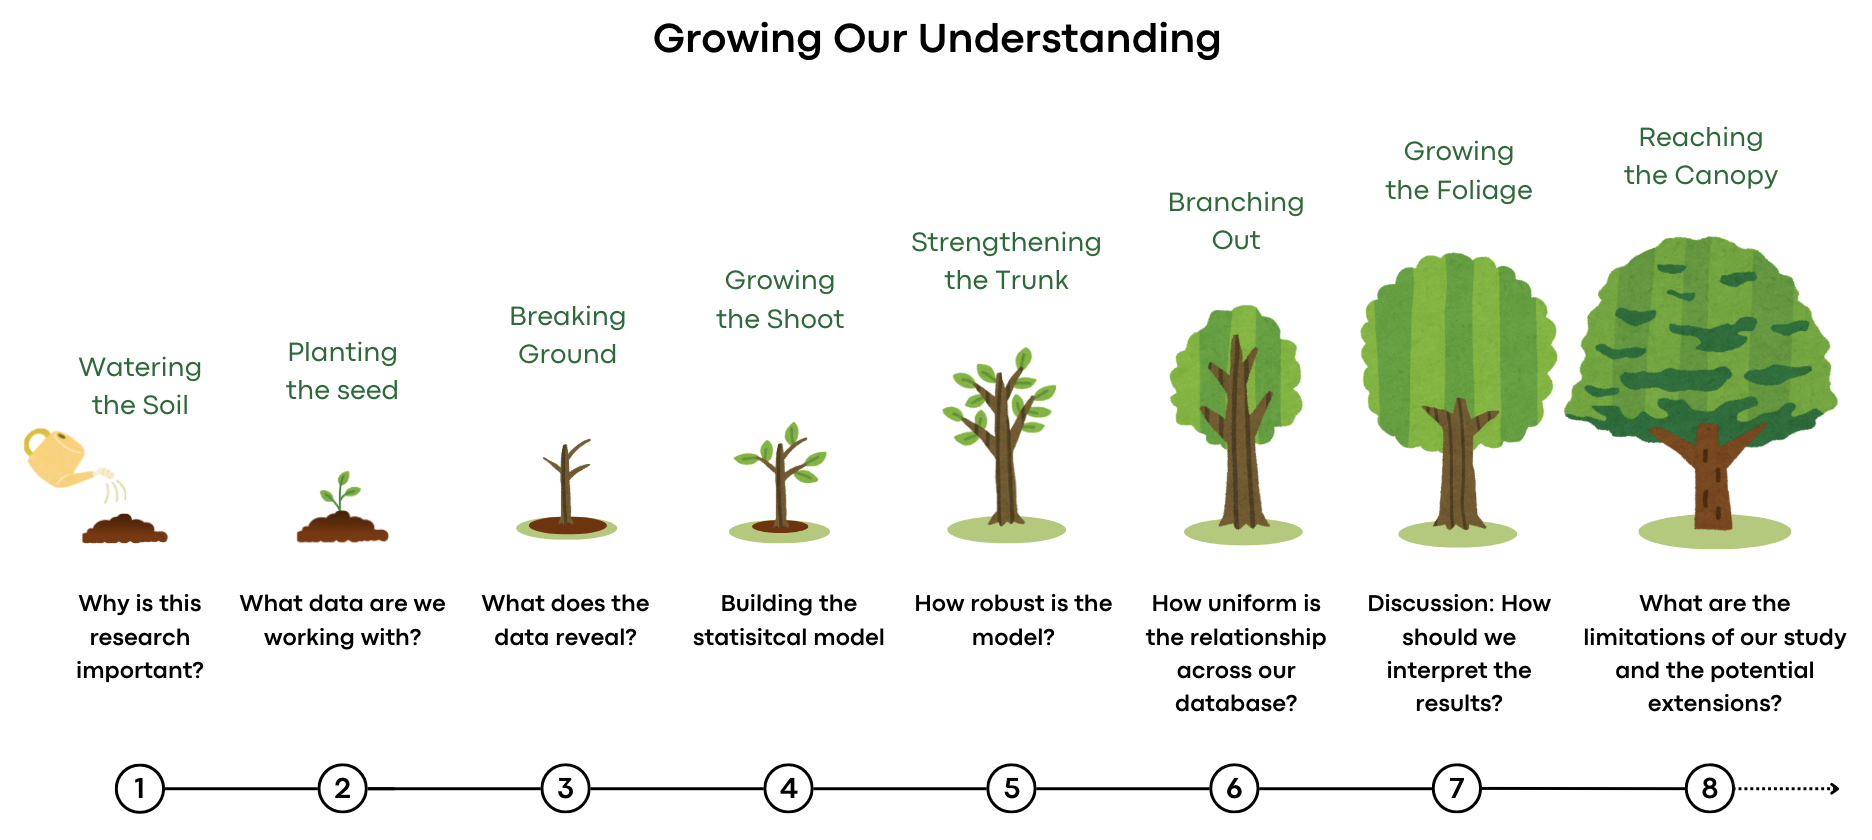 Growing Our Understanding
Watering
the Soil
Planting
the seed
Breaking
Ground
Growing
the Shoot
Strengthening
the Trunk
Branching
Out
Growing
the Foliage
Reaching
the Canopy
Why is this
research
important?
What data are we
working with?
What does the
data reveal?
Building the
statisitcal model
How robust is the
model?
How uniform is
the relationship
across our
database?
Discussion: How
should we
interpret the
results?
What are the
limitations of our study
and the potential
extensions?
1
2
3
4
5
6
7
8